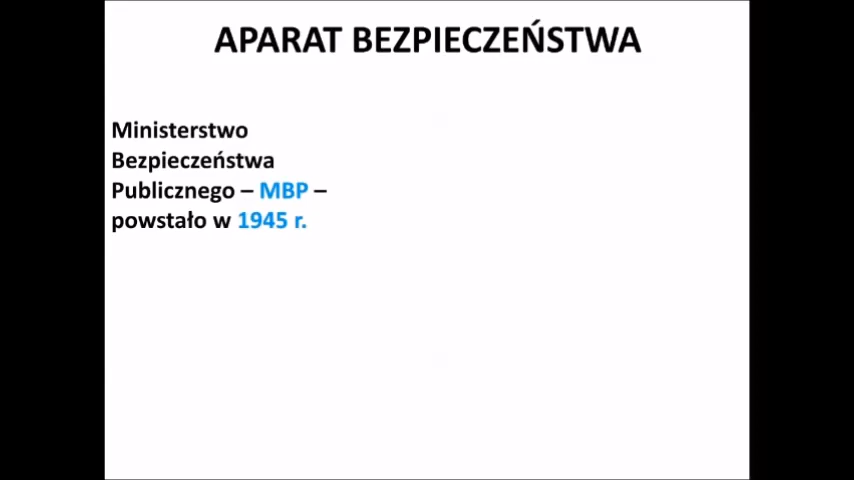 APARAT BEZPIECZEŃSTWA
Ministerstwo
Bezpieczeństwa
Publicznego – MBP –
powstało w 1945 r.